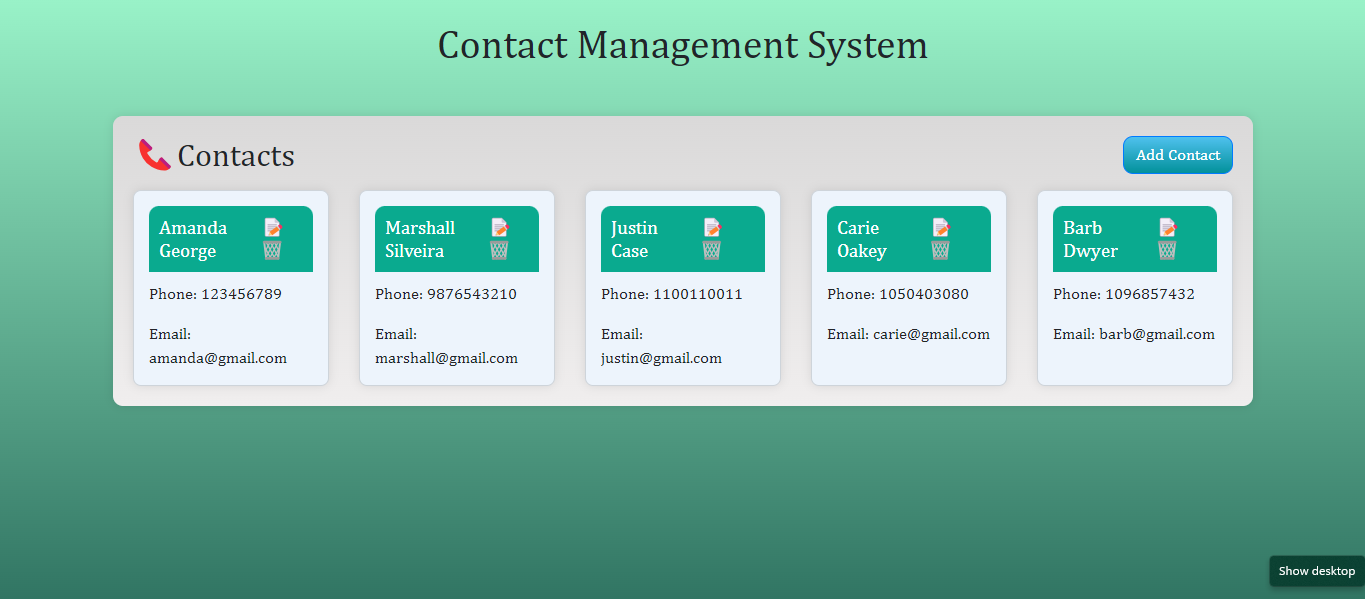 Contact Management System
Contacts
Add Contact
Amanda
George
Phone: 123456789
Email:
amanda@gmail.com
Marshall
Silveira
Phone: 9876543210
Email:
marshall@gmail.com
Justin
Case
Phone: 1100110011
Email:
justin@gmail.com
Carie
Oakey
Phone: 1050403080
Email: carie@gmail.com
Barb
Dwyer
Phone: 1096857432
Email: barb@gmail.com
Show desktop